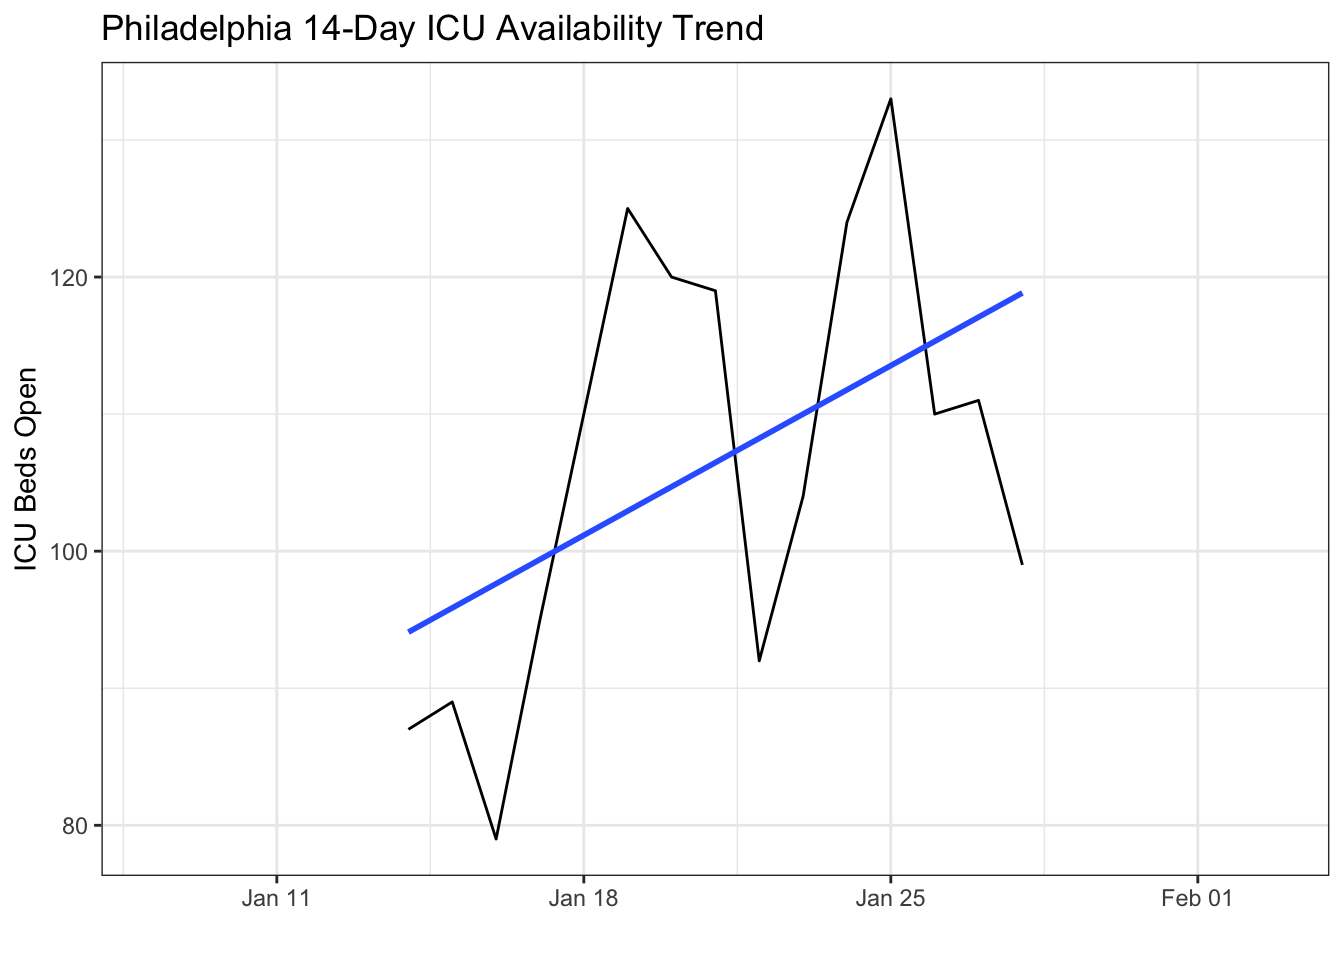 Philadelphia 14-Day ICU Availability Trend
ICU Beds Open
120
100
80
Jan 11
Jan 18
Jan 25
Feb 01